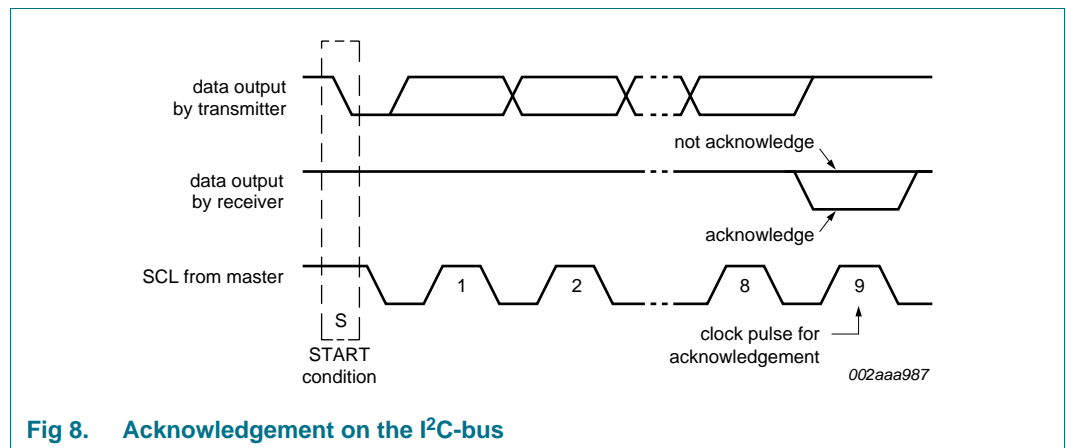 data output
by transmitter
not acknowledge
data output
by receiver
acknowledge
SCL from master
1
2
8
9
S
START
condition
clock pulse for
acknowledgement
002aaa987
Fig 8. Acknowledgement on the I²C-bus